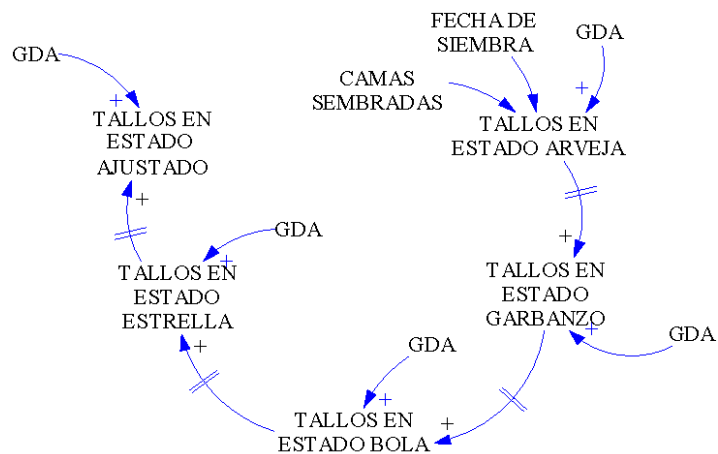 FECHA DE
SIEMBRA
GDA
GDA
CAMAS
SEMBRADAS
+
+
TALLOS EN
ESTADO
AJUSTADO
TALLOS EN
ESTADO ARVEJA
+
GDA
+
+
TALLOS EN
ESTADO
ESTRELLA
TALLOS EN
ESTADO
GARBANZO
+
GDA
+
GDA
+
TALLOS EN
ESTADO BOLA
+